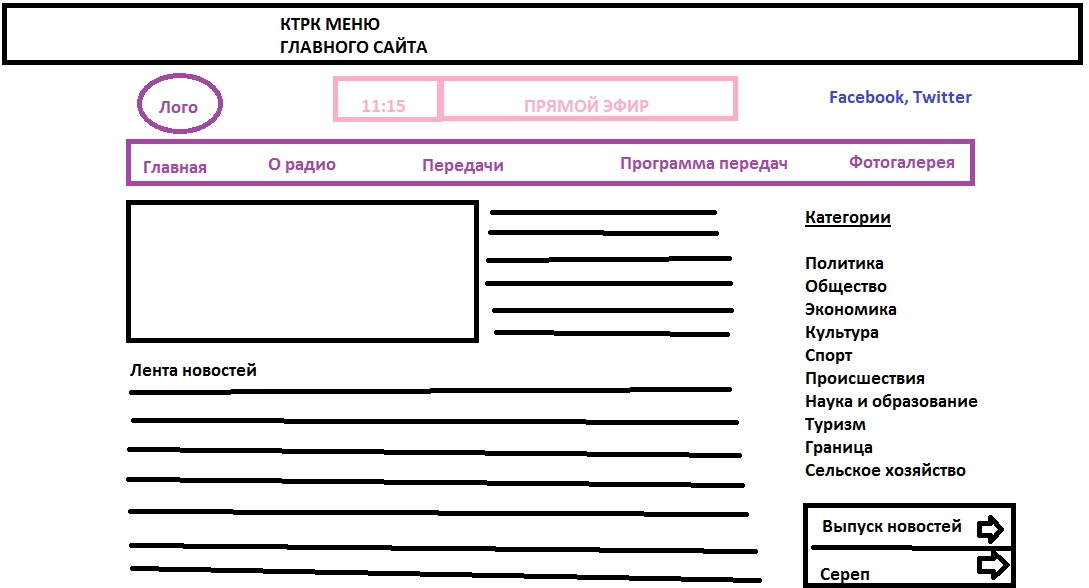 КТРК МЕНЮ
ГЛАВНОГО САЙТА
Лого
11:15
ПРЯМОЙ ЭФИР
Facebook, Twitter
Главная
О радио
Передачи
Программа передач
Фотогалерея
Категории
Политика
Общество
Экономика
Культура
Спорт
Происшествия
Наука и образование
Туризм
Граница
Сельское хозяйство
Лента новостей
Выпуск новостей
Сереп